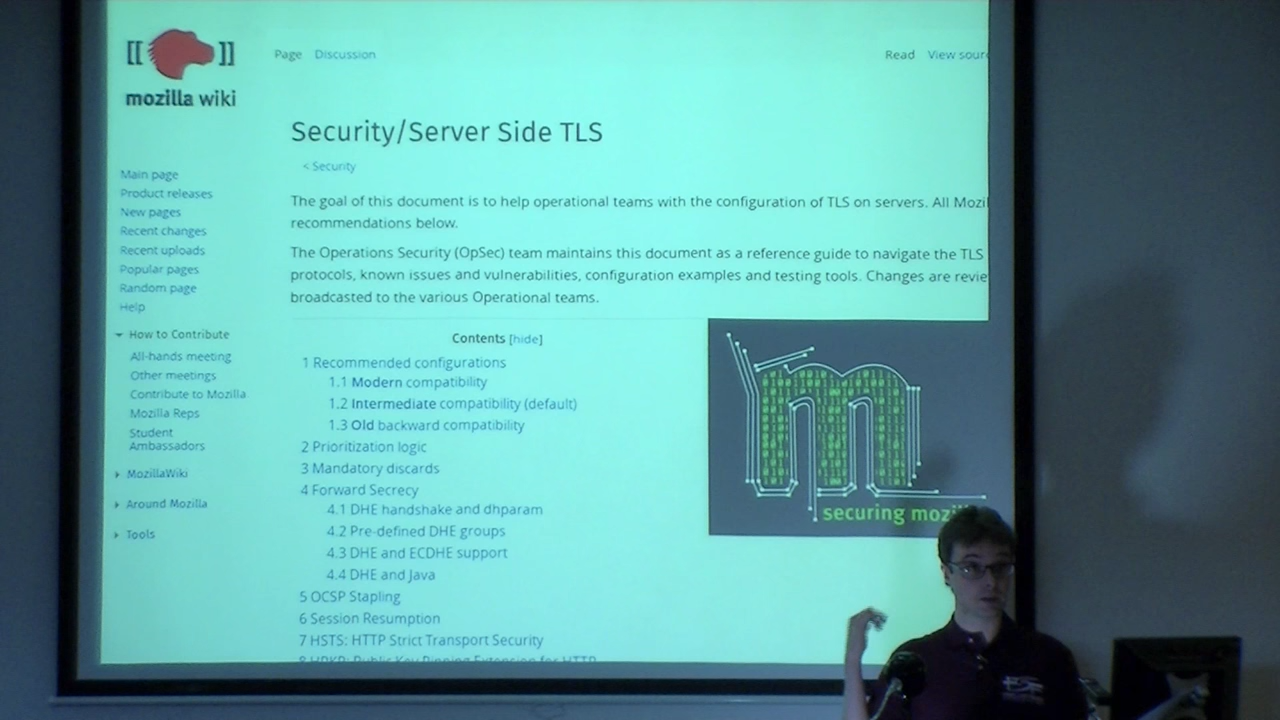 [[ ]]
mozilla wiki
Page Discussion
Read View sour
Security/Server Side TLS
< Security
The goal of this document is to help operational teams with the configuration of TLS on servers. All Mozi
recommendations below.
The Operations Security (OpSec) team maintains this document as a reference guide to navigate the TLS
protocols, known issues and vulnerabilities, configuration examples and testing tools. Changes are revie
broadcasted to the various Operational teams.
Main page
Product releases
New pages
Recent changes
Recent uploads
Popular pages
Random page
Help
How to Contribute
All-hands meeting
Other meetings
Contribute to Mozilla
Mozilla Reps
Student
Ambassadors
MozillaWiki
Around Mozilla
Tools
Contents [hide]
1 Recommended configurations
1.1 Modern compatibility
1.2 Intermediate compatibility (default)
1.3 Old backward compatibility
2 Prioritization logic
3 Mandatory discards
4 Forward Secrecy
4.1 DHE handshake and dhparam
4.2 Pre-defined DHE groups
4.3 DHE and ECDHE support
4.4 DHE and Java
5 OCSP Stapling
6 Session Resumption
7 HSTS: HTTP Strict Transport Security
8 HPKP: Public Key Pinning Extension for HTTP
m
securing mozi